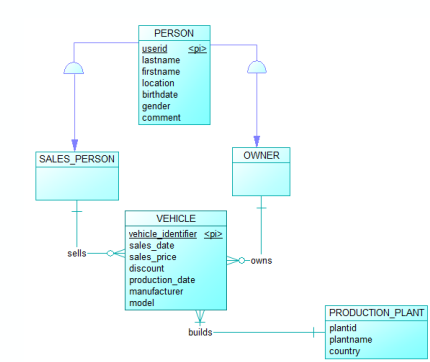 PERSON
userid <pi>
lastname
firstname
location
birthdate
gender
comment
SALES_PERSON
OWNER
VEHICLE
vehicle_identifier <pi>
sales_date
sales_price
discount
production_date
manufacturer
model
sells
owns
builds
PRODUCTION_PLANT
plantid
plantname
country